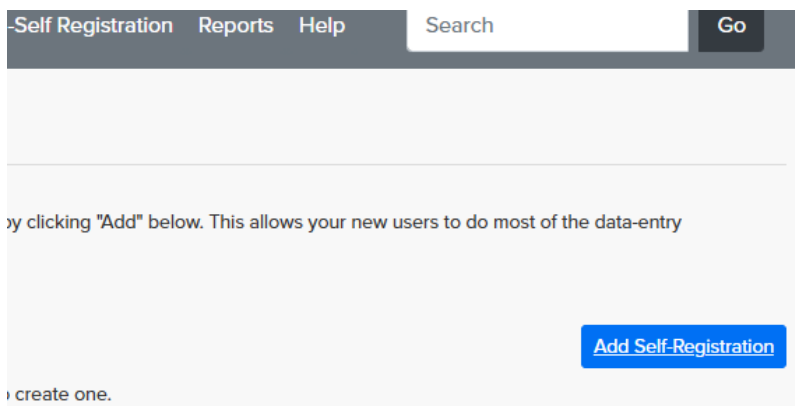 -Self Registration Reports Help Search Go
by clicking "Add" below. This allows your new users to do most of the data-entry
Add Self-Registration
create one.